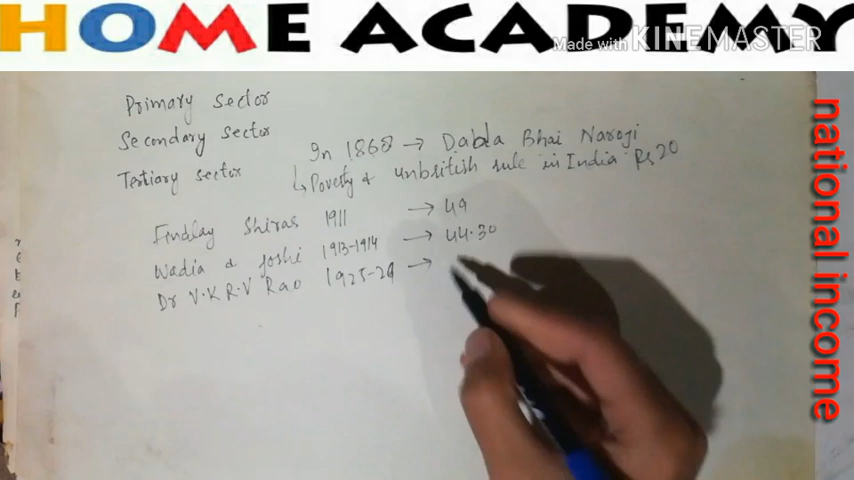 HOME ACADEMY
Made with KINEMASTER
Primary Sector
Secondary Sector
Tertiary Sector
In 1868 → Dabda Bhai Naroji
↳ Poverty & unbritish rule in India Rs 20
Findlay Shiras 1911 → 49
Wadia & Joshi 1913-1914 → 44.30
Dr V.K R.V Rao 1925-29 →
national income